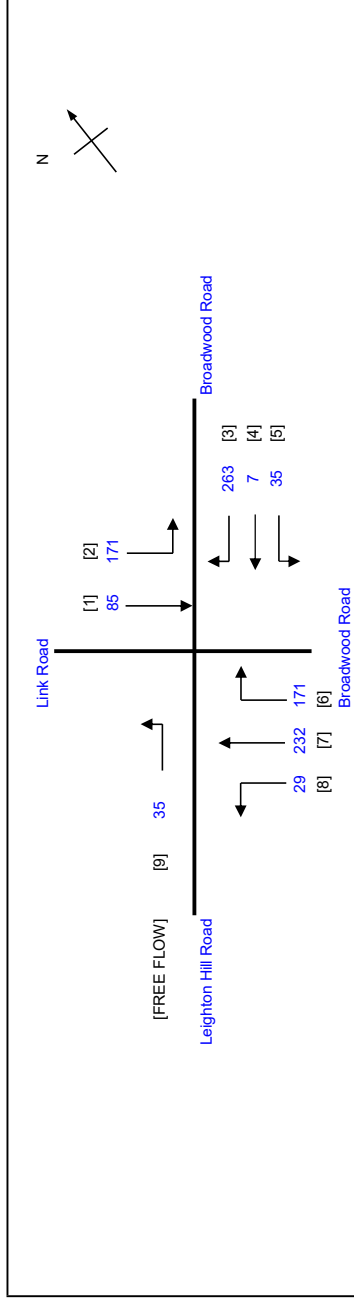 N
Link Road
[1] [2]
85 171
[FREE FLOW] [9] 35
Leighton Hill Road
Broadwood Road
263 [3]
7 [4]
35 [5]
29 232 171
[8] [7] [6]
Broadwood Road